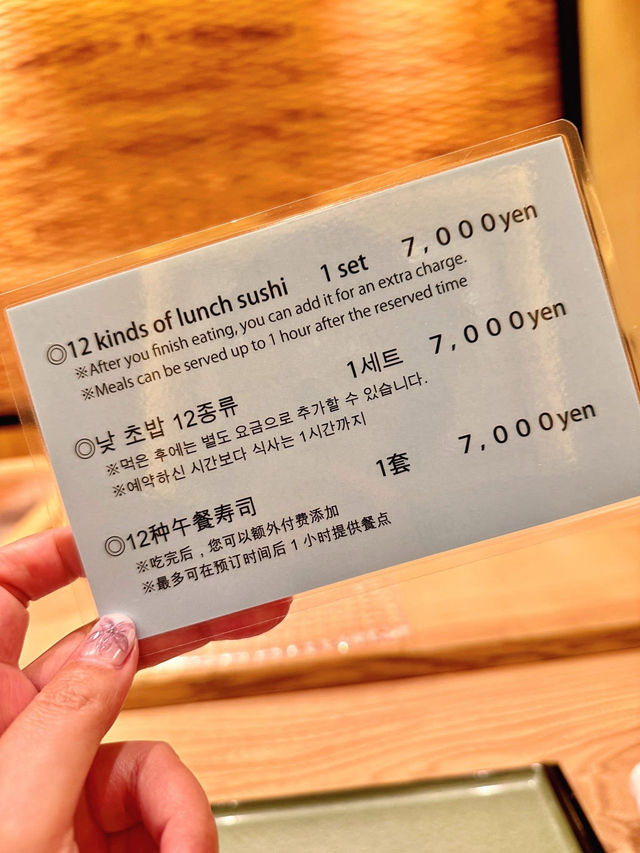 ◎12 kinds of lunch sushi 1 set 7,000yen
※After you finish eating, you can add it for an extra charge.
※Meals can be served up to 1 hour after the reserved time
◎낮 초밥 12종류 1세트 7,000yen
※먹은 후에는 별도 요금으로 추가할 수 있습니다.
※예약하신 시간보다 식사는 1시간까지
◎12种午餐寿司 1套 7,000yen
※吃完后，您可以额外付费添加
※最多可在预订时间后 1 小时提供餐点